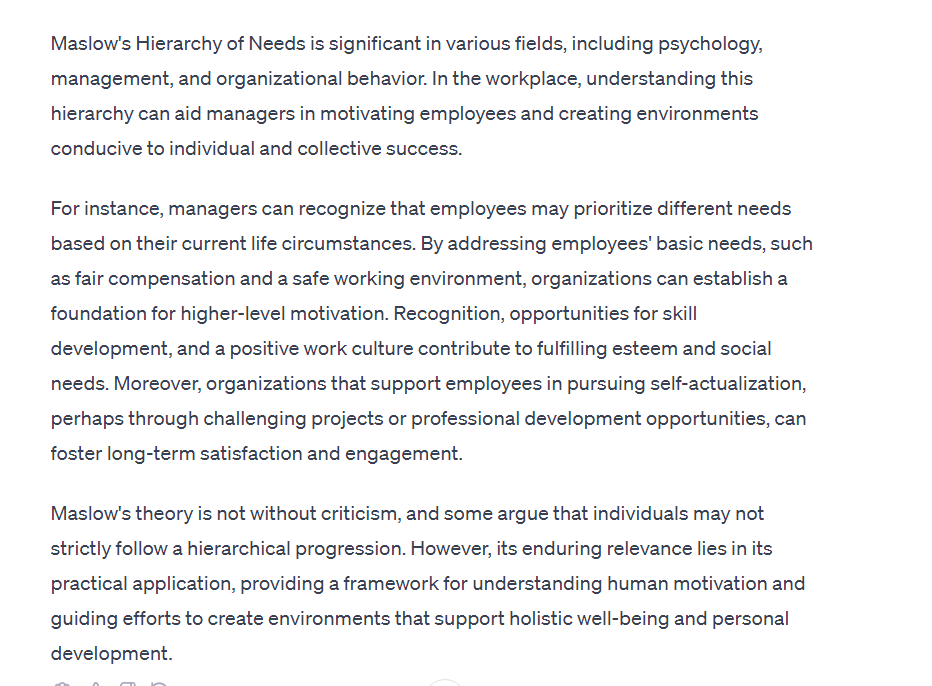 Maslow's Hierarchy of Needs is significant in various fields, including psychology,
management, and organizational behavior. In the workplace, understanding this
hierarchy can aid managers in motivating employees and creating environments
conducive to individual and collective success.
For instance, managers can recognize that employees may prioritize different needs
based on their current life circumstances. By addressing employees' basic needs, such
as fair compensation and a safe working environment, organizations can establish a
foundation for higher-level motivation. Recognition, opportunities for skill
development, and a positive work culture contribute to fulfilling esteem and social
needs. Moreover, organizations that support employees in pursuing self-actualization,
perhaps through challenging projects or professional development opportunities, can
foster long-term satisfaction and engagement.
Maslow's theory is not without criticism, and some argue that individuals may not
strictly follow a hierarchical progression. However, its enduring relevance lies in its
practical application, providing a framework for understanding human motivation and
guiding efforts to create environments that support holistic well-being and personal
development.